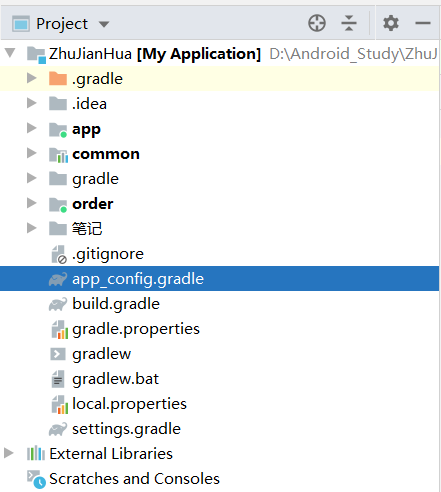 Project
ZhuJianHua [My Application] D:\Android_Study\ZhuJ
.gradle
.idea
app
common
gradle
order
笔记
.gitignore
app_config.gradle
build.gradle
gradle.properties
gradlew
gradlew.bat
local.properties
settings.gradle
External Libraries
Scratches and Consoles